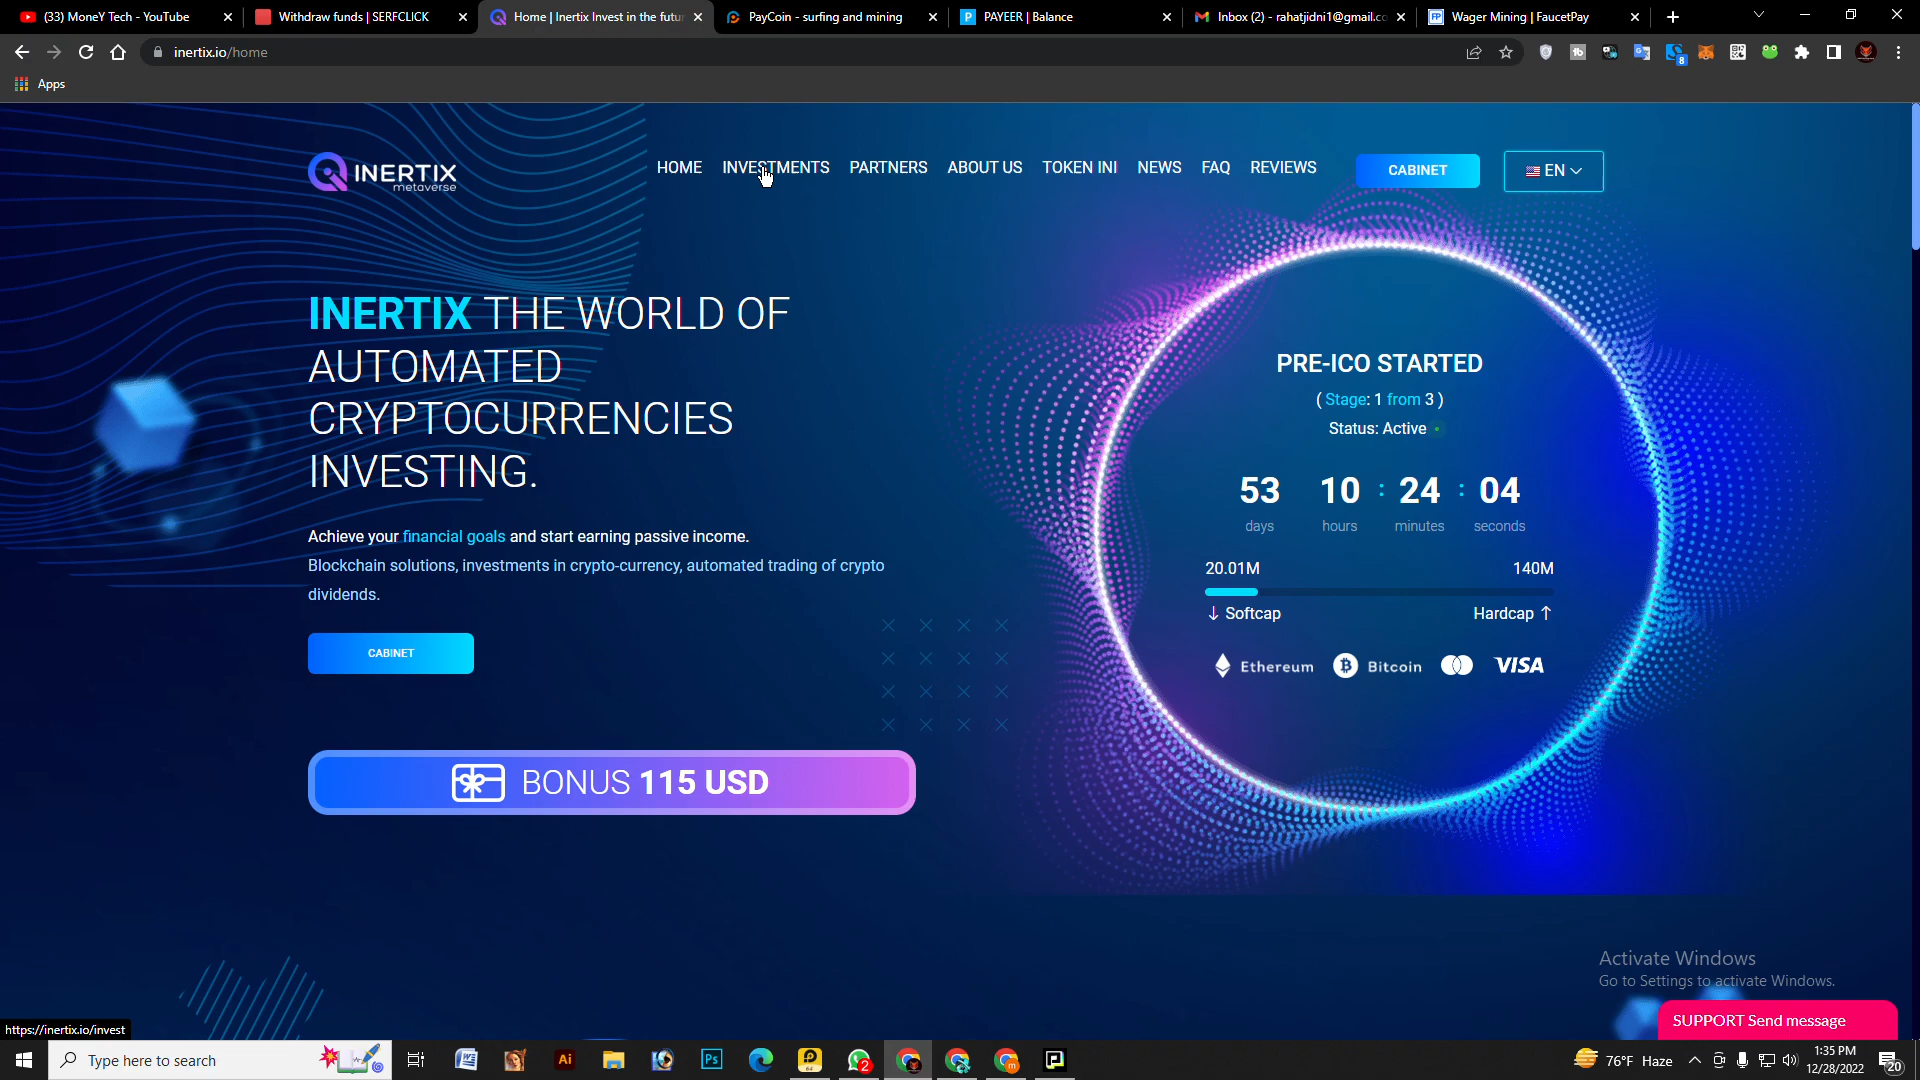 (33) MoneY Tech - YouTube
Withdraw funds | SERFCLICK
Home | Inertix Invest in the futu
PayCoin - surfing and mining
PAYEER | Balance
Inbox (2) - rahatjidni1@gmail.co
Wager Mining | FaucetPay
inertix.io/home
8
Apps
INERTIX
metaverse
HOME
INVESTMENTS
PARTNERS
ABOUT US
TOKEN INI
NEWS
FAQ
REVIEWS
CABINET
EN
INERTIX THE WORLD OF
AUTOMATED
CRYPTOCURRENCIES
INVESTING.
Achieve your financial goals and start earning passive income.
Blockchain solutions, investments in crypto-currency, automated trading of crypto
dividends.
CABINET
BONUS 115 USD
PRE-ICO STARTED
( Stage: 1 from 3 )
Status: Active
53 10 : 24 : 04
days hours minutes seconds
20.01M 140M
↓ Softcap Hardcap ↑
Ethereum Bitcoin VISA
Activate Windows
Go to Settings to activate Windows.
SUPPORT Send message
https://inertix.io/invest
Type here to search
Ai
Ps
2
76°F Haze
1:35 PM
12/28/2022
20